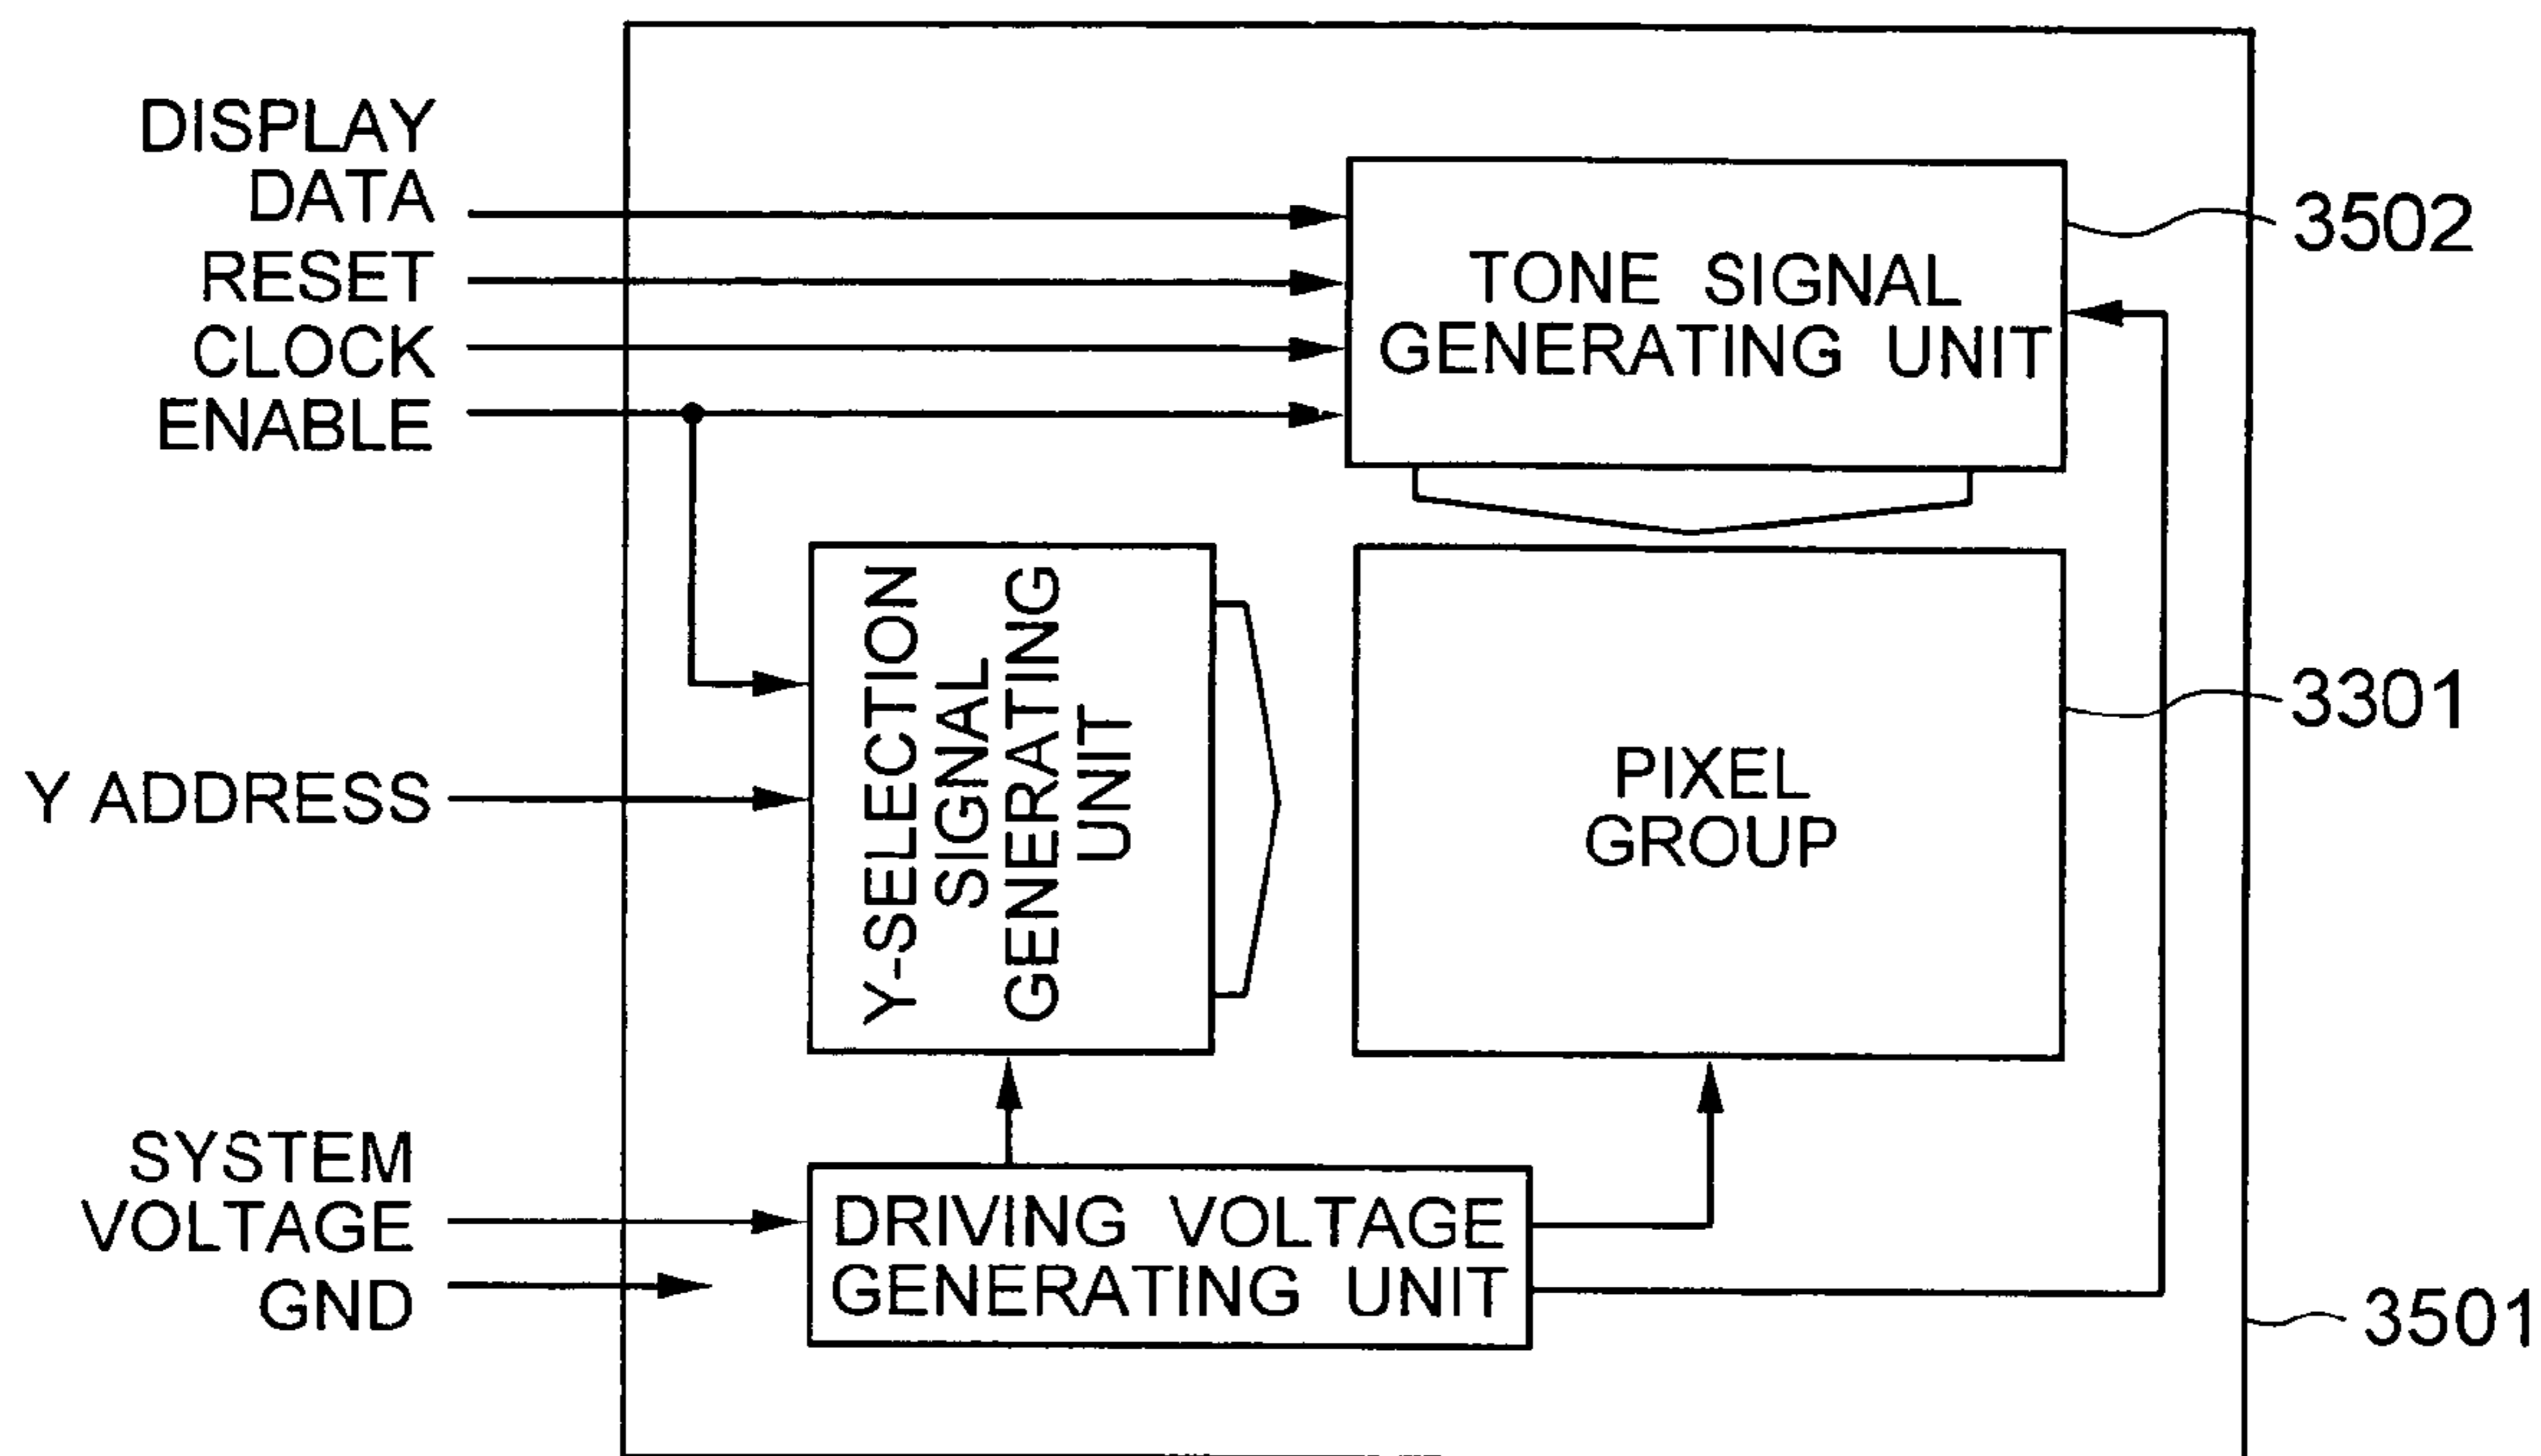 DISPLAY
DATA
RESET
CLOCK
ENABLE
TONE SIGNAL
GENERATING UNIT
3502
Y-SELECTION
SIGNAL
GENERATING
UNIT
PIXEL
GROUP
3301
Y ADDRESS
SYSTEM
VOLTAGE
GND
DRIVING VOLTAGE
GENERATING UNIT
3501